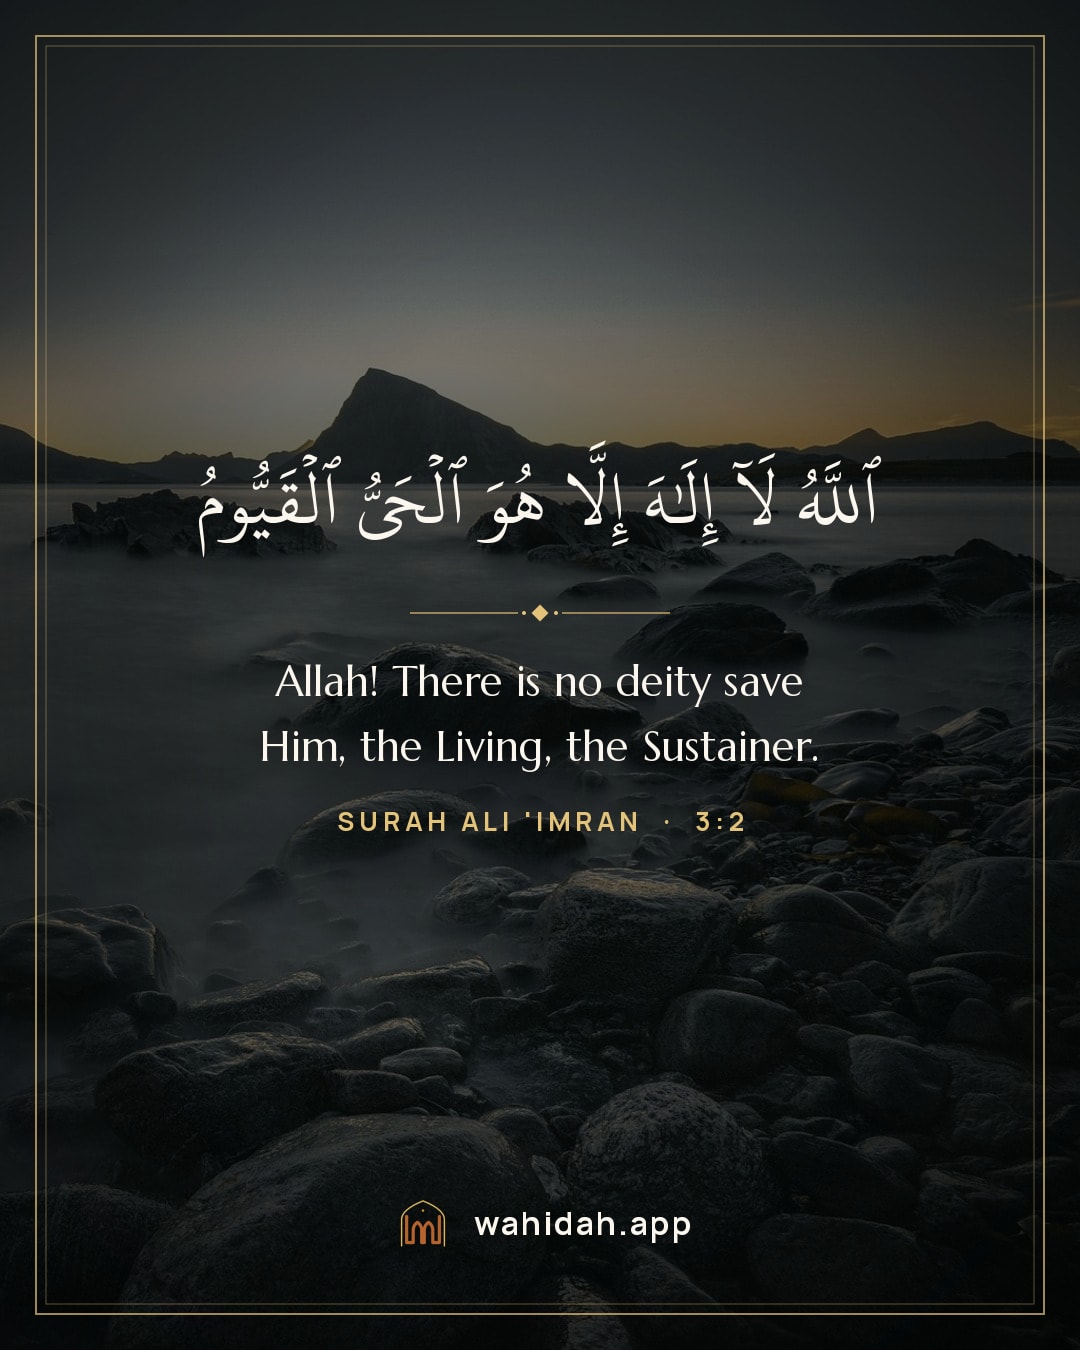 ٱللَّهُ لَآ إِلَـٰهَ إِلَّا هُوَ ٱلْحَىُّ ٱلْقَيُّومُ
Allah! There is no deity save
Him, the Living, the Sustainer.
SURAH ALI 'IMRAN · 3:2
wahidah.app